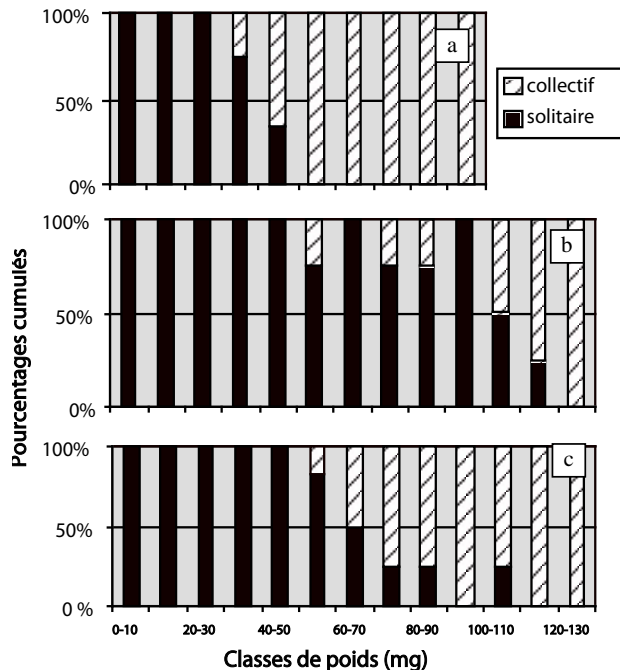 100%
50%
0%
a
collectif
solitaire
100%
50%
0%
b
100%
50%
0 %
c
0-10 20-30 40-50 60-70 80-90 100-110 120-130
Classes de poids (mg)
Pourcentages cumulés